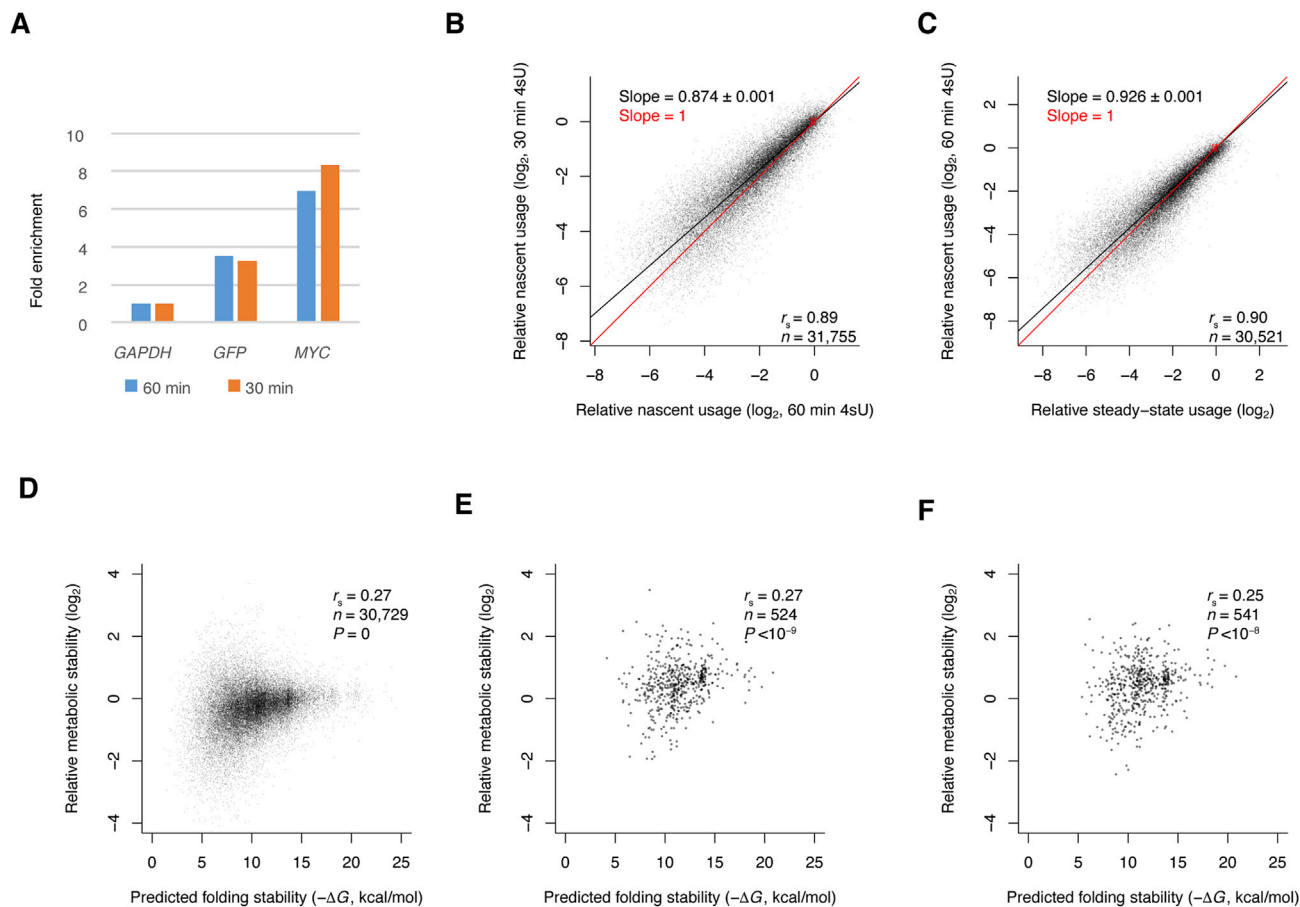 A
Fold enrichment
10
8
6
4
2
0
GAPDH GFP MYC
60 min 30 min
B
Relative nascent usage (log₂, 30 min 4sU)
Slope = 0.874 ± 0.001
Slope = 1
0
−2
−4
−6
−8
rₛ = 0.89
n = 31,755
−8 −6 −4 −2 0
Relative nascent usage (log₂, 60 min 4sU)
C
Relative nascent usage (log₂, 60 min 4sU)
Slope = 0.926 ± 0.001
Slope = 1
2
0
−2
−4
−6
−8
rₛ = 0.90
n = 30,521
−8 −6 −4 −2 0 2
Relative steady−state usage (log₂)
D
Relative metabolic stability (log₂)
4
2
0
−2
−4
rₛ = 0.27
n = 30,729
P = 0
0 5 10 15 20 25
Predicted folding stability (−ΔG, kcal/mol)
E
Relative metabolic stability (log₂)
4
2
0
−2
−4
rₛ = 0.27
n = 524
P <10⁻⁹
0 5 10 15 20 25
Predicted folding stability (−ΔG, kcal/mol)
F
Relative metabolic stability (log₂)
4
2
0
−2
−4
rₛ = 0.25
n = 541
P <10⁻⁸
0 5 10 15 20 25
Predicted folding stability (−ΔG, kcal/mol)